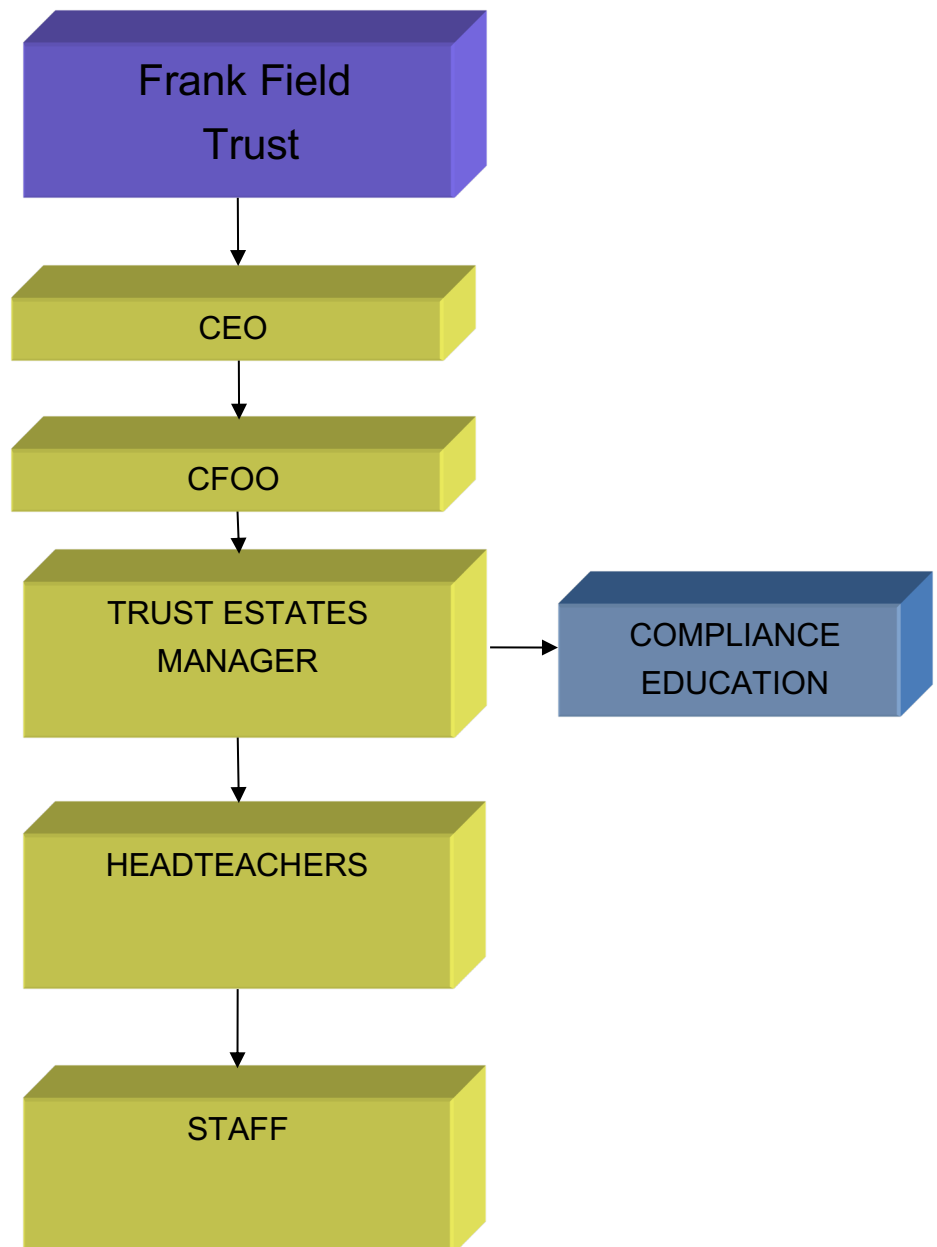 Frank Field
Trust
CEO
CFOO
TRUST ESTATES
MANAGER
COMPLIANCE
EDUCATION
HEADTEACHERS
STAFF